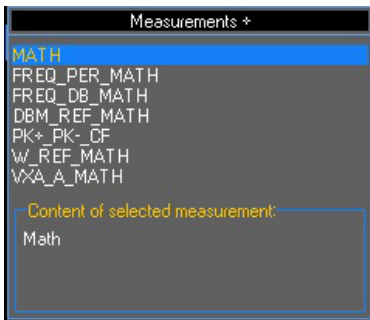 Measurements +
MATH
FREQ_PER_MATH
FREQ_DB_MATH
DBM_REF_MATH
PK+_PK-_CF
W_REF_MATH
VXA_A_MATH
Content of selected measurement:
Math